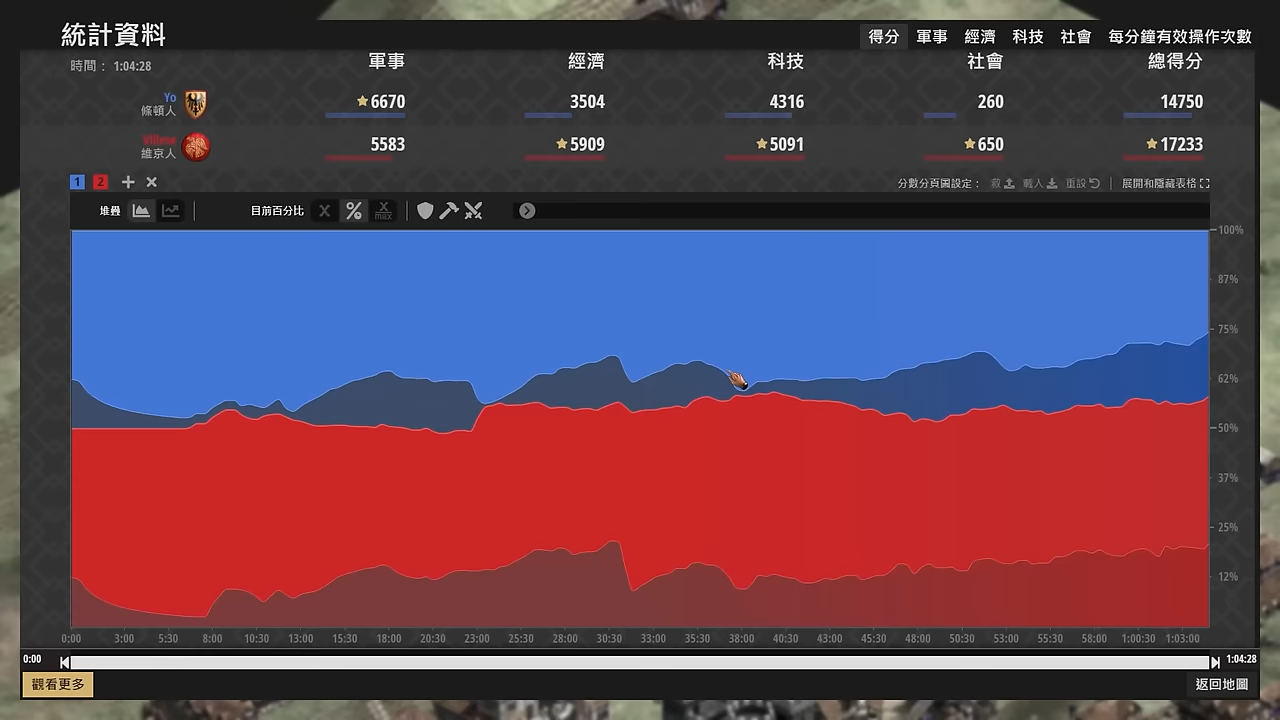 統計資料
得分 軍事 經濟 科技 社會 每分鐘有效操作次數
時間： 1:04:28
軍事 經濟 科技 社會 總得分
Yo
條頓人
6670 3504 4316 260 14750
維京人
5583 5909 5091 650 17233
1 2
分數分頁圖設定： 載入 重設 展開和隱藏表格
堆疊 目前百分比 X % X max
100%
87%
75%
62%
50%
37%
25%
12%
0:00 3:00 5:30 8:00 10:30 13:00 15:30 18:00 20:30 23:00 25:30 28:00 30:30 33:00 35:30 38:00 40:30 43:00 45:30 48:00 50:30 53:00 55:30 58:00 1:00:30 1:03:00
0:00 1:04:28
觀看更多 返回地圖